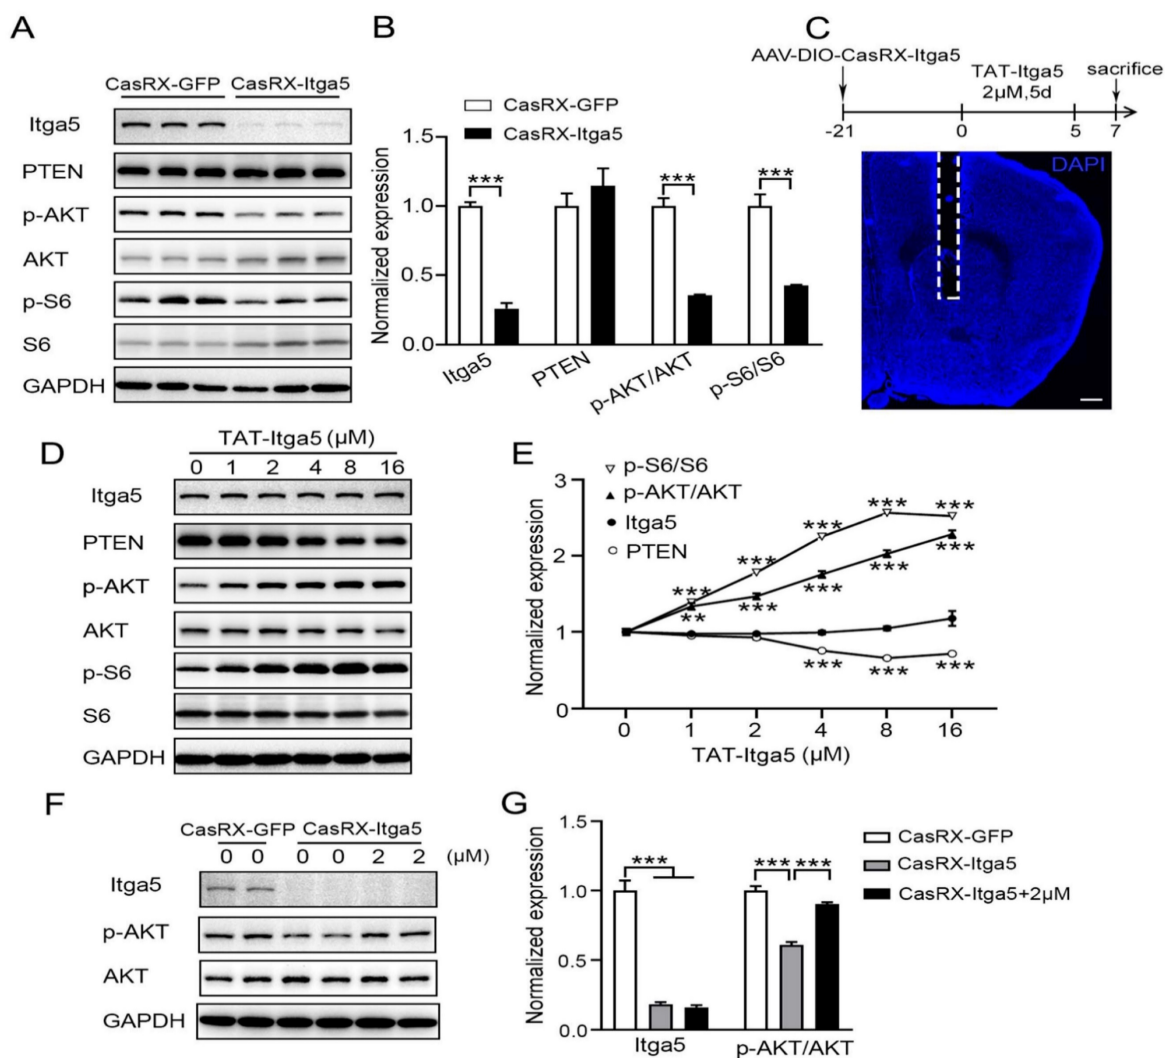 A
CasRX-GFP CasRX-Itga5
Itga5
PTEN
p-AKT
AKT
p-S6
S6
GAPDH
B
CasRX-GFP
CasRX-Itga5
Normalized expression
1.5
1.0
0.5
0.0
*** *** ***
Itga5 PTEN p-AKT/AKT p-S6/S6
C
AAV-DIO-CasRX-Itga5
TAT-Itga5
2μM,5d
sacrifice
-21 0 5 7
DAPI
D
TAT-Itga5 (μM)
0 1 2 4 8 16
Itga5
PTEN
p-AKT
AKT
p-S6
S6
GAPDH
E
p-S6/S6
p-AKT/AKT
Itga5
PTEN
Normalized expression
3
2
1
0
*** *** *** *** ***
** *** *** *** ***
*** *** ***
0 1 2 4 8 16
TAT-Itga5 (μM)
F
CasRX-GFP CasRX-Itga5
0 0 0 0 2 2 (μM)
Itga5
p-AKT
AKT
GAPDH
G
Normalized expression
1.5
1.0
0.5
0.0
*** *** ***
Itga5 p-AKT/AKT
CasRX-GFP
CasRX-Itga5
CasRX-Itga5+2μM